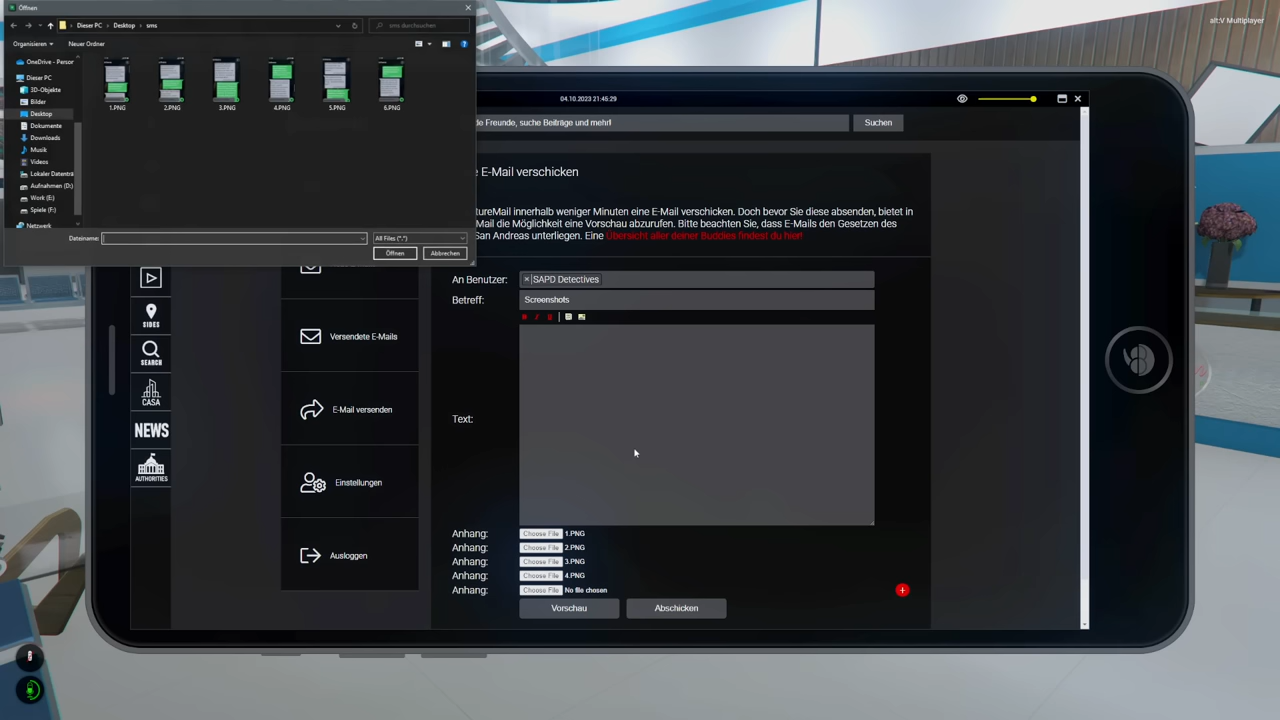 Öffnen
alt:V Multiplayer
Dieser PC > Desktop > sms
sms durchsuchen
Organisieren
Neuer Ordner
OneDrive - Person
Dieser PC
3D-Objekte
Bilder
Desktop
Dokumente
Downloads
Musik
Videos
Lokaler Datenträ
Aufnahmen (D:)
Work (E:)
Spiele (F:)
Netzwerk
1.PNG
2.PNG
3.PNG
4.PNG
5.PNG
6.PNG
Dateiname:
All Files (*.*)
Öffnen
Abbrechen
04.10.2023 21:45:29
de Freunde, suche Beiträge und mehr!
Suchen
E-Mail verschicken
tureMail innerhalb weniger Minuten eine E-Mail verschicken. Doch bevor Sie diese absenden, bietet in
Mail die Möglichkeit eine Vorschau abzurufen. Bitte beachten Sie, dass E-Mails den Gesetzen des
San Andreas unterliegen. Eine Übersicht aller deiner Buddies findest du hier!
SIDES
SEARCH
CASA
NEWS
AUTHORITIES
Versendete E-Mails
E-Mail versenden
Einstellungen
Ausloggen
An Benutzer:
× SAPD Detectives
Betreff:
Screenshots
Text:
Anhang: Choose File 1.PNG
Anhang: Choose File 2.PNG
Anhang: Choose File 3.PNG
Anhang: Choose File 4.PNG
Anhang: Choose File No file chosen
Vorschau
Abschicken